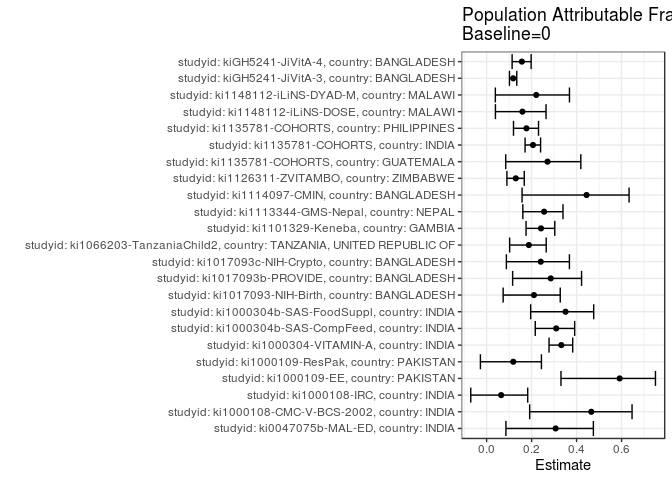 Population Attributable Fra
Baseline=0
studyid: kiGH5241-JiVitA-4, country: BANGLADESH
studyid: kiGH5241-JiVitA-3, country: BANGLADESH
studyid: ki1148112-iLiNS-DYAD-M, country: MALAWI
studyid: ki1148112-iLiNS-DOSE, country: MALAWI
studyid: ki1135781-COHORTS, country: PHILIPPINES
studyid: ki1135781-COHORTS, country: INDIA
studyid: ki1135781-COHORTS, country: GUATEMALA
studyid: ki1126311-ZVITAMBO, country: ZIMBABWE
studyid: ki1114097-CMIN, country: BANGLADESH
studyid: ki1113344-GMS-Nepal, country: NEPAL
studyid: ki1101329-Keneba, country: GAMBIA
studyid: ki1066203-TanzaniaChild2, country: TANZANIA, UNITED REPUBLIC OF
studyid: ki1017093c-NIH-Crypto, country: BANGLADESH
studyid: ki1017093b-PROVIDE, country: BANGLADESH
studyid: ki1017093-NIH-Birth, country: BANGLADESH
studyid: ki1000304b-SAS-FoodSuppl, country: INDIA
studyid: ki1000304b-SAS-CompFeed, country: INDIA
studyid: ki1000304-VITAMIN-A, country: INDIA
studyid: ki1000109-ResPak, country: PAKISTAN
studyid: ki1000109-EE, country: PAKISTAN
studyid: ki1000108-IRC, country: INDIA
studyid: ki1000108-CMC-V-BCS-2002, country: INDIA
studyid: ki0047075b-MAL-ED, country: INDIA
0.0 0.2 0.4 0.6
Estimate